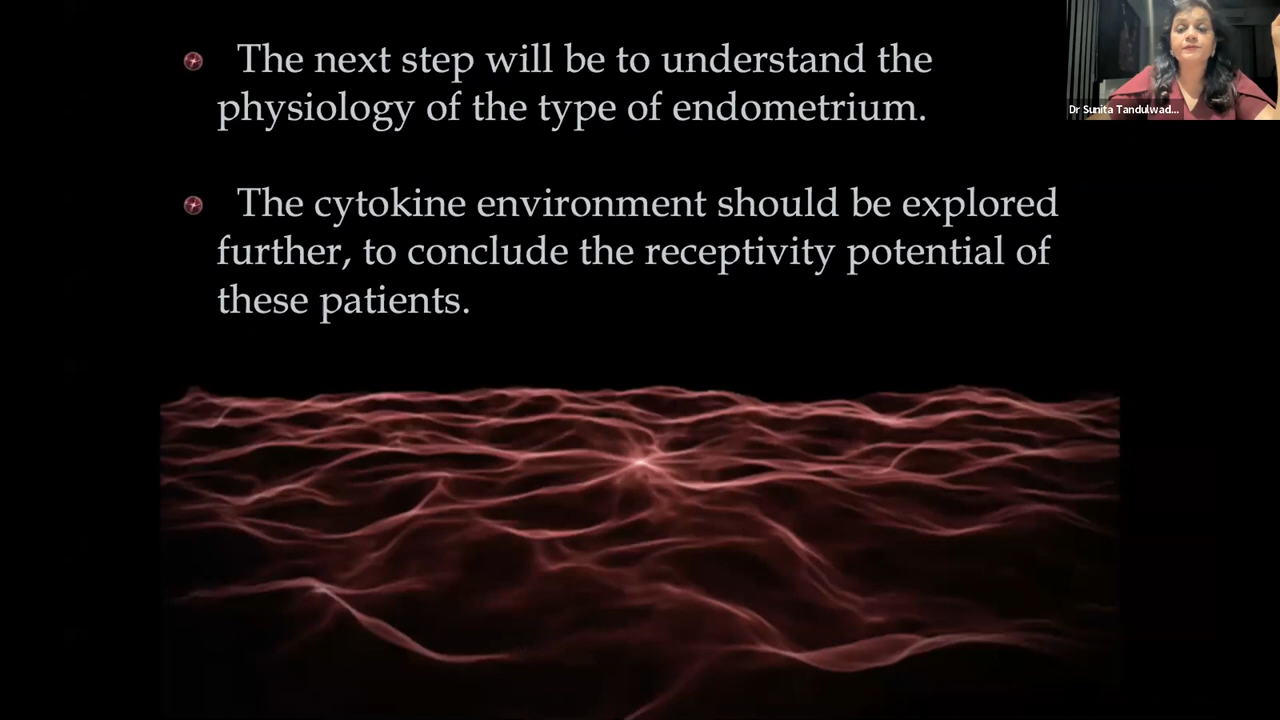 The next step will be to understand the
physiology of the type of endometrium.
The cytokine environment should be explored
further, to conclude the receptivity potential of
these patients.
Dr Sunita Tandulwad...